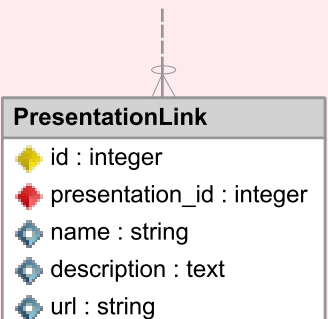 PresentationLink
id : integer
presentation_id : integer
name : string
description : text
url : string